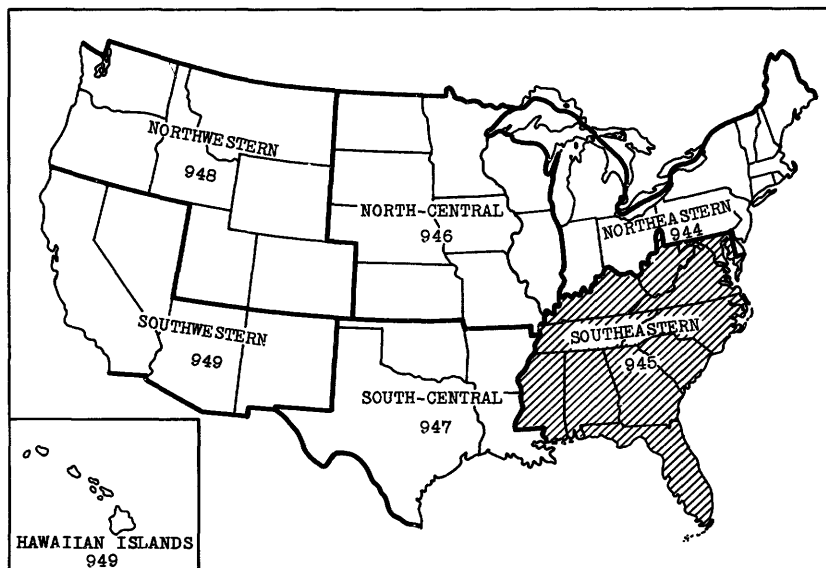 NORTHWESTERN
948
NORTH-CENTRAL
946
NORTHEASTERN
944
SOUTHWESTERN
949
SOUTHEASTERN
945
SOUTH-CENTRAL
947
HAWAIIAN ISLANDS
949